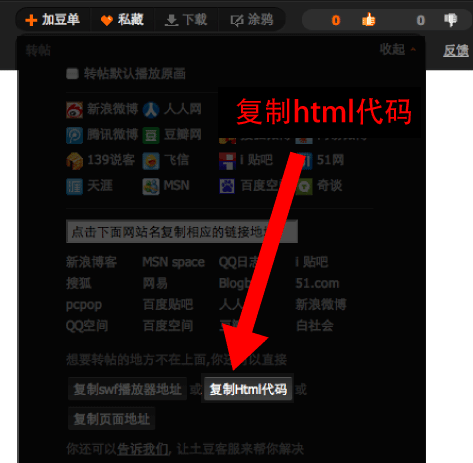 加豆单 私藏 下载 涂鸦 0 0
转帖 收起 反馈
转帖默认播放原画
复制html代码
新浪微博 人人网
腾讯微博 豆瓣网
139说客 飞信 i 贴吧 51网
天涯 MSN 百度空 奇谈
点击下面网站名复制相应的链接地
新浪博客 MSN space QQ日 i 贴吧
搜狐 网易 Blogb 51.com
pcpop 百度贴吧 人人 新浪微博
QQ空间 百度空间 白社会
想要转帖的地方不在上面,你还可以直接
复制swf播放器地址 或 复制Html代码 或
复制页面地址
你还可以告诉我们, 让土豆客服来帮你解决